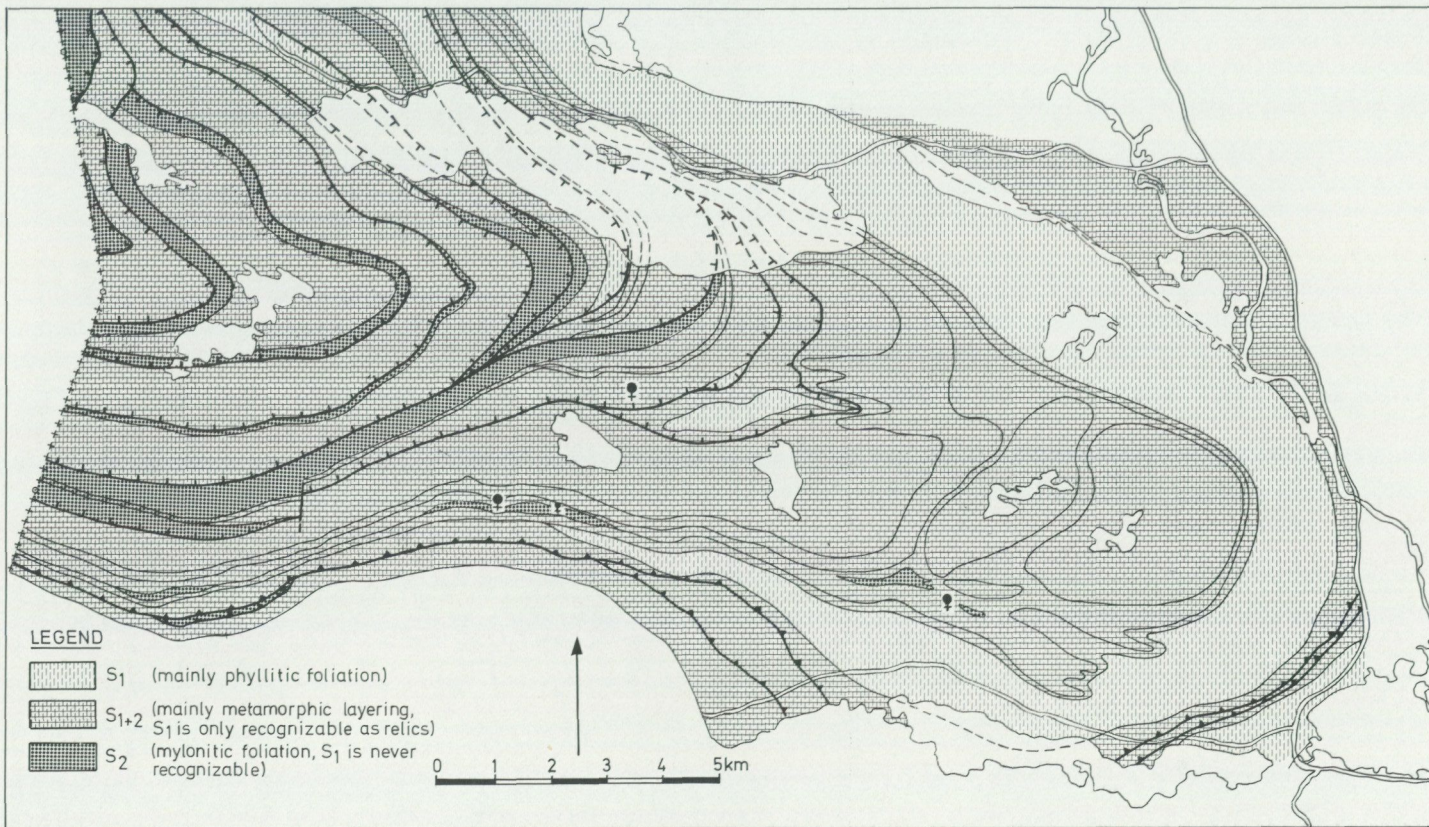 LEGEND
S1 (mainly phyllitic foliation)
S1+2 (mainly metamorphic layering,
S1 is only recognizable as relics)
S2 (mylonitic foliation, S1 is never
recognizable)
0 1 2 3 4 5km